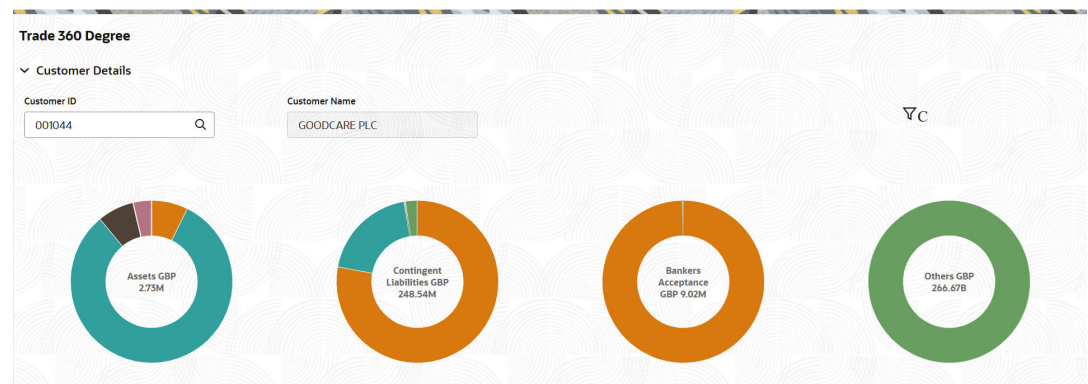 Trade 360 Degree
Customer Details
Customer ID
Customer Name
001044
GOODCARE PLC
C
Assets GBP
2.73M
Contingent
Liabilities GBP
248.54M
Bankers
Acceptance
GBP 9.02M
Others GBP
266.67B